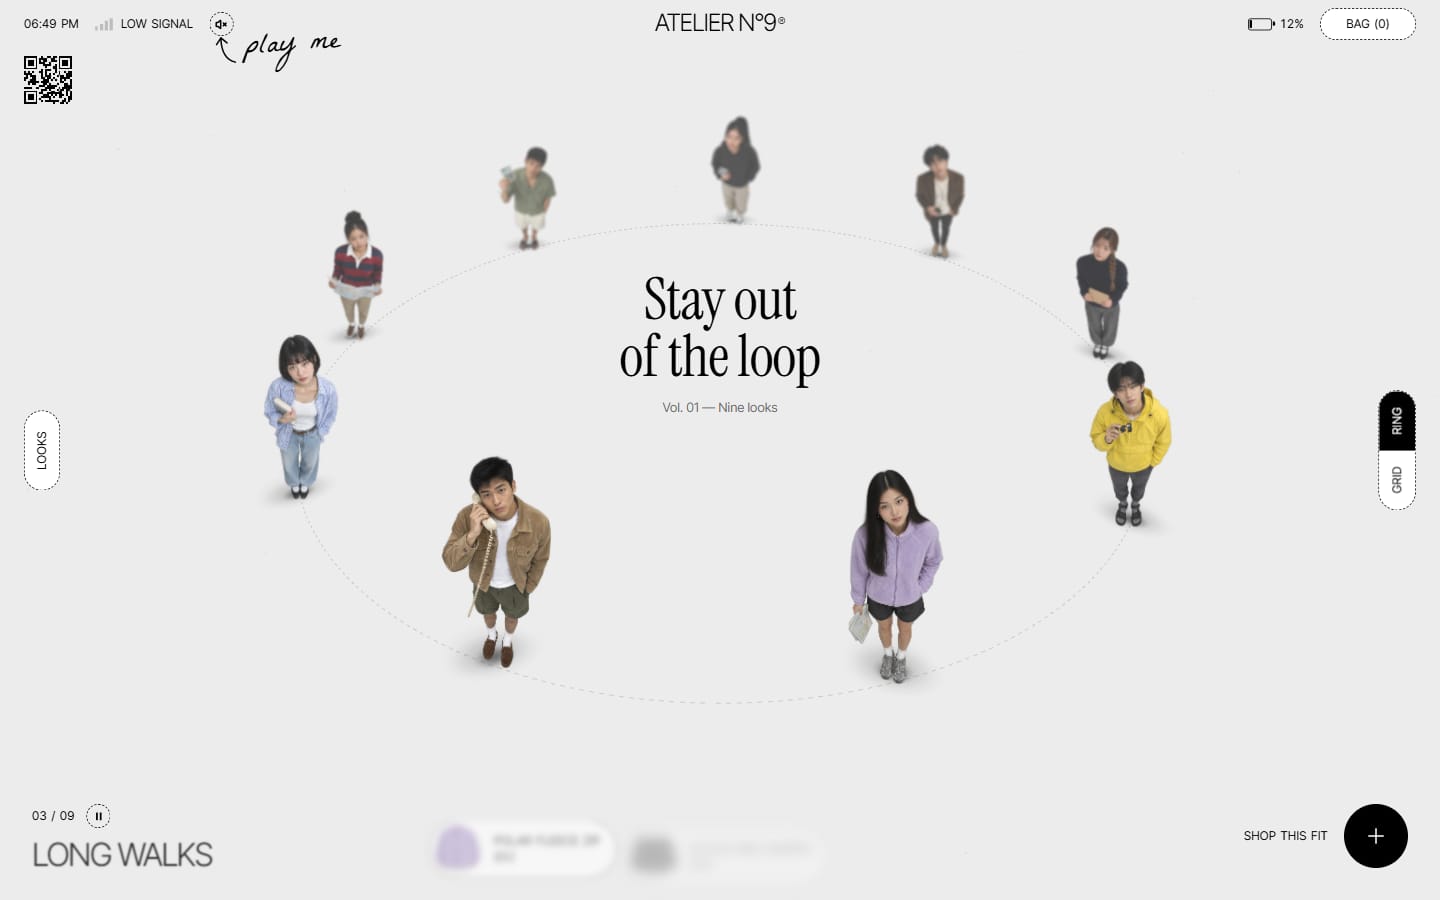 06:49 PM LOW SIGNAL
play me
ATELIER N°9®
12%
BAG (0)
Stay out
of the loop
Vol. 01 — Nine looks
LOOKS
RING
GRID
03 / 09
LONG WALKS
SHOP THIS FIT